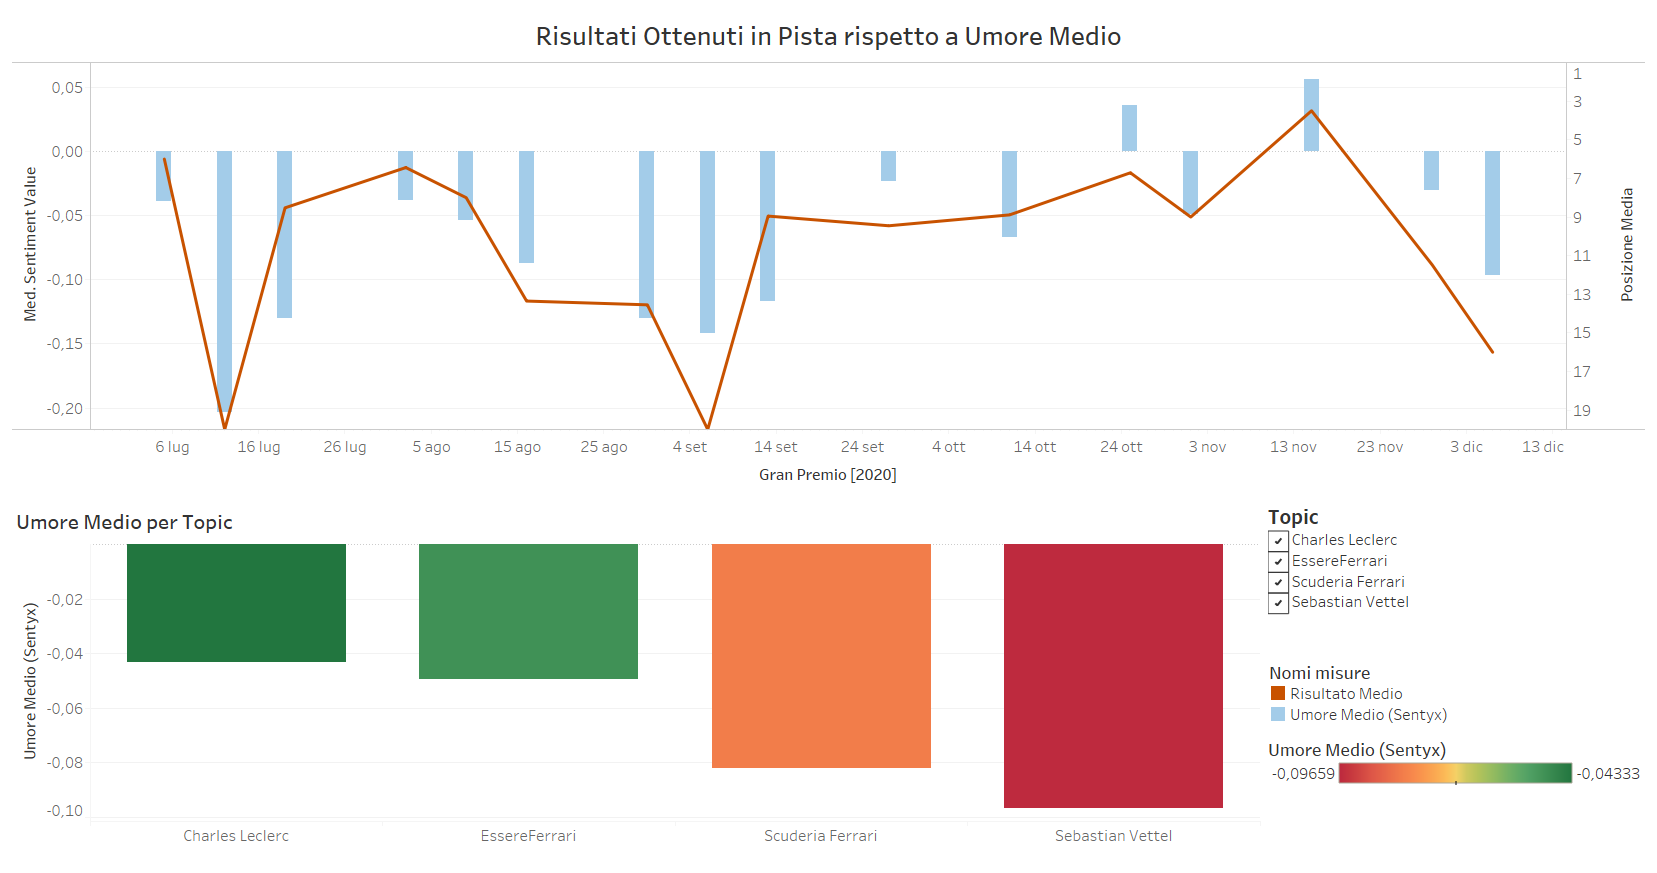 Risultati Ottenuti in Pista rispetto a Umore Medio
Med. Sentiment Value
0,05
0,00
-0,05
-0,10
-0,15
-0,20
1
3
5
7
9
11
13
15
17
19
Posizione Media
6 lug 16 lug 26 lug 5 ago 15 ago 25 ago 4 set 14 set 24 set 4 ott 14 ott 24 ott 3 nov 13 nov 23 nov 3 dic 13 dic
Gran Premio [2020]
Umore Medio per Topic
Umore Medio (Sentyx)
-0,02
-0,04
-0,06
-0,08
-0,10
Charles Leclerc EssereFerrari Scuderia Ferrari Sebastian Vettel
Topic
Charles Leclerc
EssereFerrari
Scuderia Ferrari
Sebastian Vettel
Nomi misure
Risultato Medio
Umore Medio (Sentyx)
Umore Medio (Sentyx)
-0,09659 -0,04333